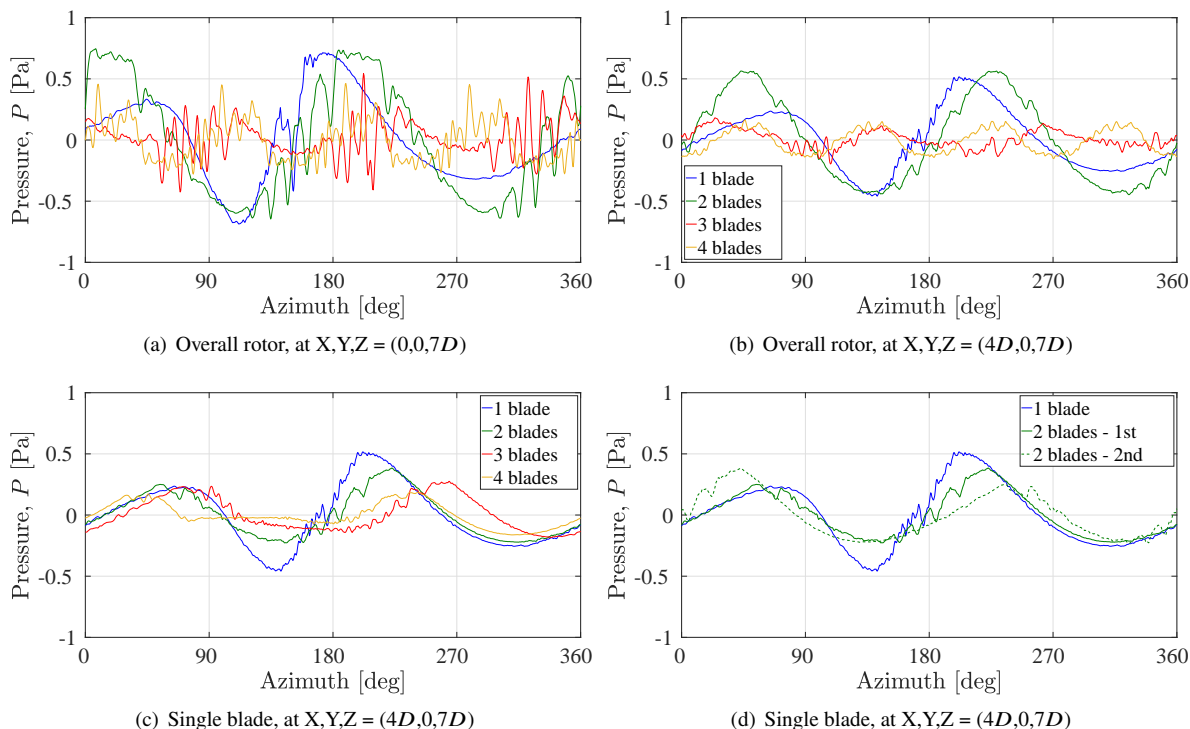 1
0.5
0
-0.5
-1
Pressure, P [Pa]
0 90 180 270 360
Azimuth [deg]
(a) Overall rotor, at X,Y,Z = (0,0,7D)
1
0.5
0
-0.5
-1
Pressure, P [Pa]
1 blade
2 blades
3 blades
4 blades
0 90 180 270 360
Azimuth [deg]
(b) Overall rotor, at X,Y,Z = (4D,0,7D)
1
0.5
0
-0.5
-1
Pressure, P [Pa]
1 blade
2 blades
3 blades
4 blades
0 90 180 270 360
Azimuth [deg]
(c) Single blade, at X,Y,Z = (4D,0,7D)
1
0.5
0
-0.5
-1
Pressure, P [Pa]
1 blade
2 blades - 1st
2 blades - 2nd
0 90 180 270 360
Azimuth [deg]
(d) Single blade, at X,Y,Z = (4D,0,7D)